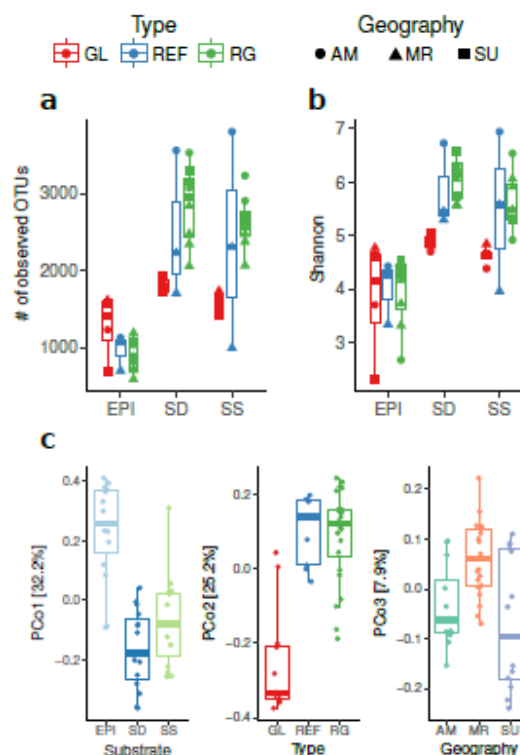 Type Geography
GL REF RG AM MR SU
a b
# of observed OTUs
3000
2000
1000
EPI SD SS
Shannon
7
6
5
4
3
EPI SD SS
c
PCo1 [32.2%]
0.4
0.2
0.0
−0.2
EPI SD SS
Substrate
PCo2 [25.2%]
0.2
0.0
−0.2
−0.4
GL REF RG
Type
PCo3 [7.9%]
0.2
0.1
0.0
−0.1
−0.2
AM MR SU
Geography